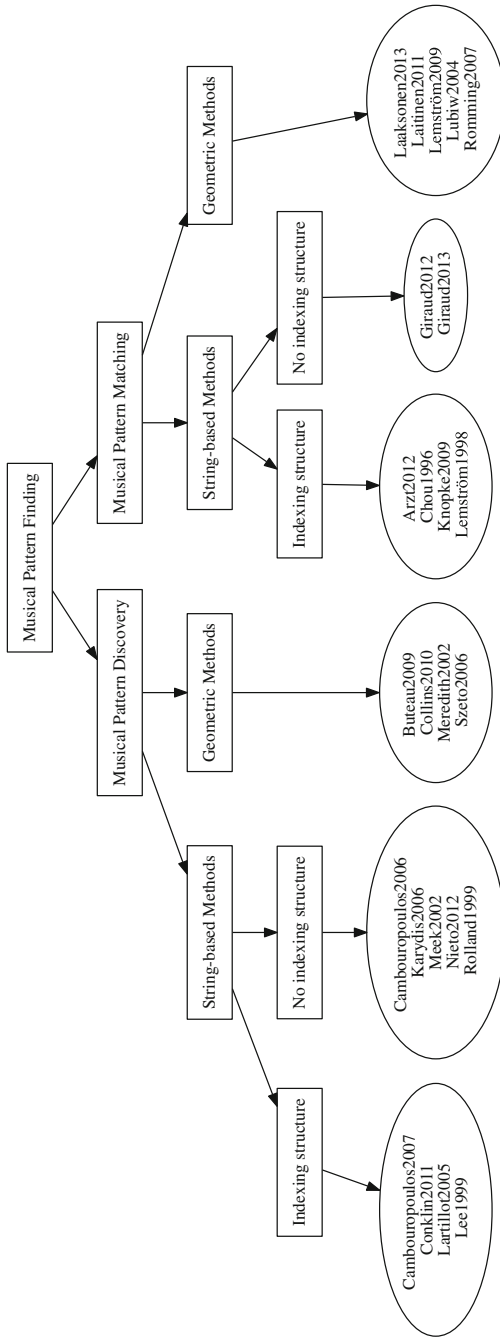 Musical Pattern Finding
Musical Pattern Discovery
Musical Pattern Matching
String-based Methods
Geometric Methods
String-based Methods
Geometric Methods
Indexing structure
No indexing structure
Indexing structure
No indexing structure
Cambouropoulos2007
Conklin2011
Lartillot2005
Lee1999
Cambouropoulos2006
Karydis2006
Meek2002
Nieto2012
Rolland1999
Buteau2009
Collins2010
Meredith2002
Szeto2006
Arzt2012
Chou1996
Knopke2009
Lemström1998
Giraud2012
Giraud2013
Laaksonen2013
Laitinen2011
Lemström2009
Lubiw2004
Romming2007